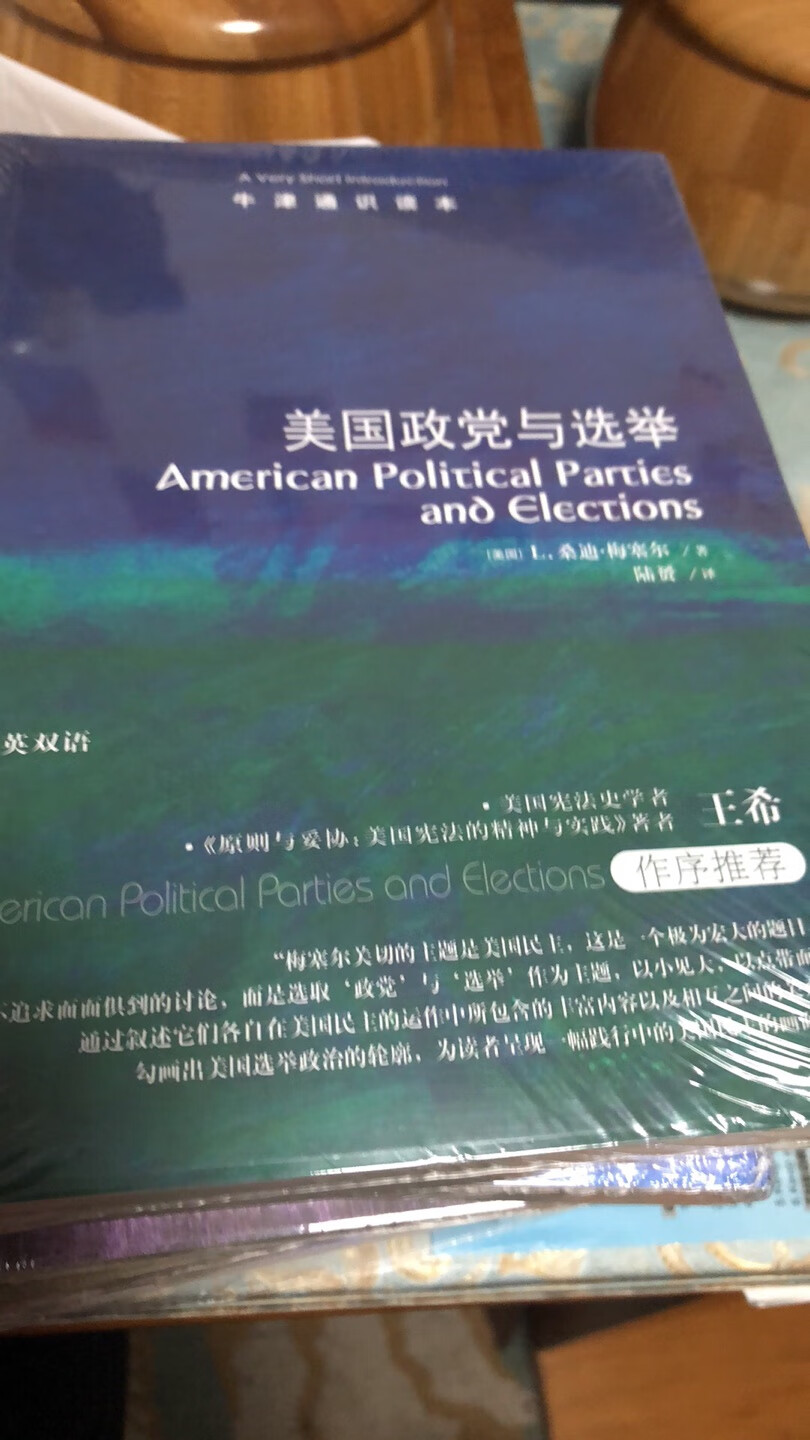 A Very Short Introduction
牛津通识读本
美国政党与选举
American Political Parties
and Elections
[美国] L. 桑迪·梅塞尔 / 著
陆赟 / 译
英双语
· 美国宪法史学者
王希
·《原则与妥协：美国宪法的精神与实践》著者
erican Political Parties and Elections
作序推荐
“梅塞尔关切的主题是美国民主，这是一个极为宏大的题目
不追求面面俱到的讨论，而是选取‘政党’与‘选举’作为主题，以小见大，以点带面
通过叙述它们各自在美国民主的运作中所包含的丰富内容以及相互之间的
勾画出美国选举政治的轮廓，为读者呈现一幅践行中的美国民主的画